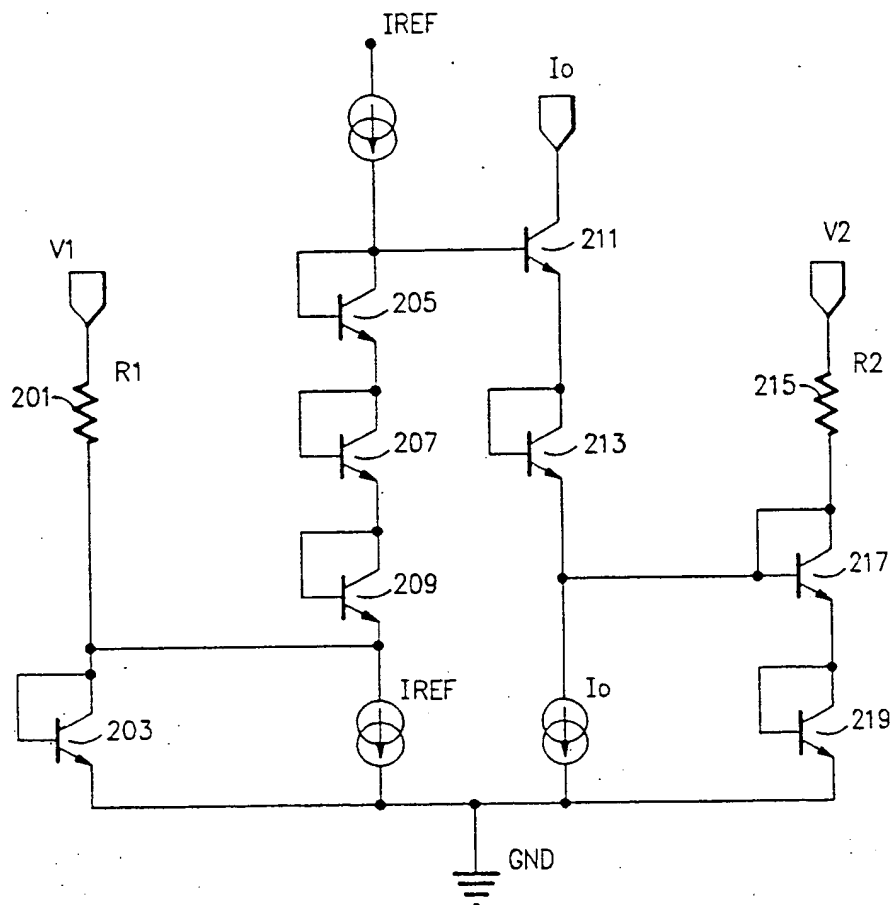 IREF
Io
V1
211
V2
205
R1
201
R2
215
207
213
217
209
IREF
Io
203
219
GND